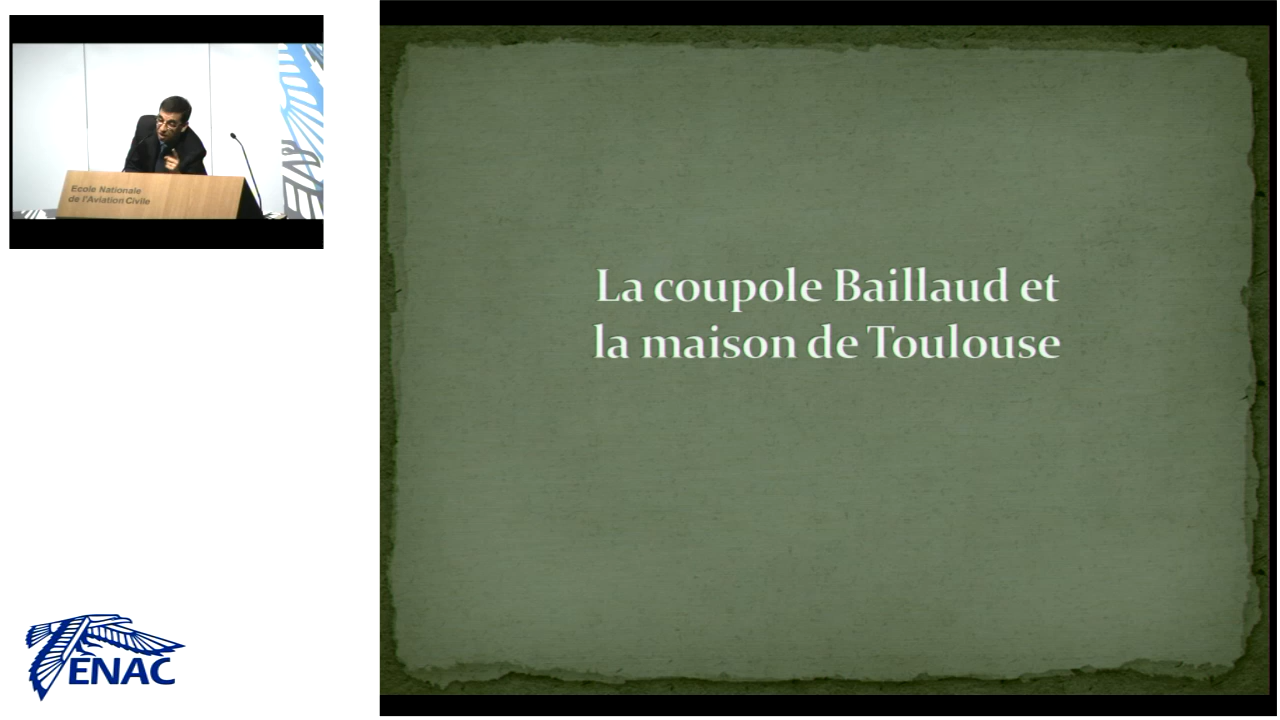 Ecole Nationale
de l'Aviation Civile
La coupole Baillaud et
la maison de Toulouse
ENAC